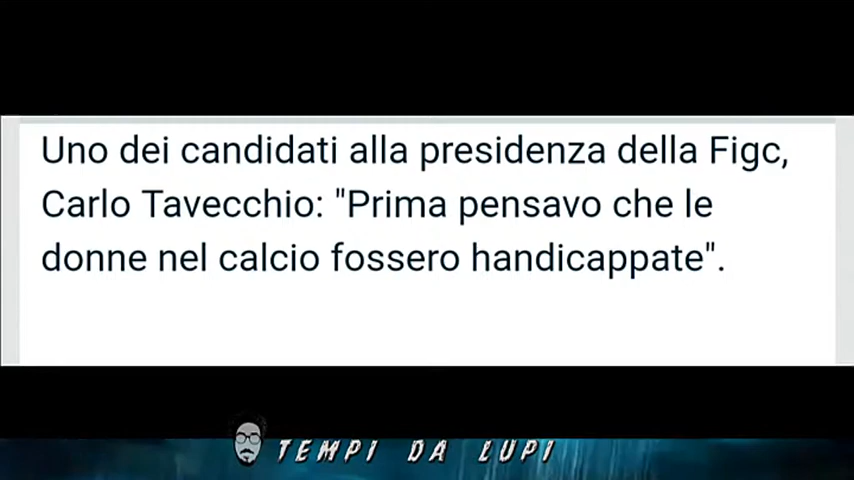 Uno dei candidati alla presidenza della Figc,
Carlo Tavecchio: "Prima pensavo che le
donne nel calcio fossero handicappate".
TEMPI DA LUPI